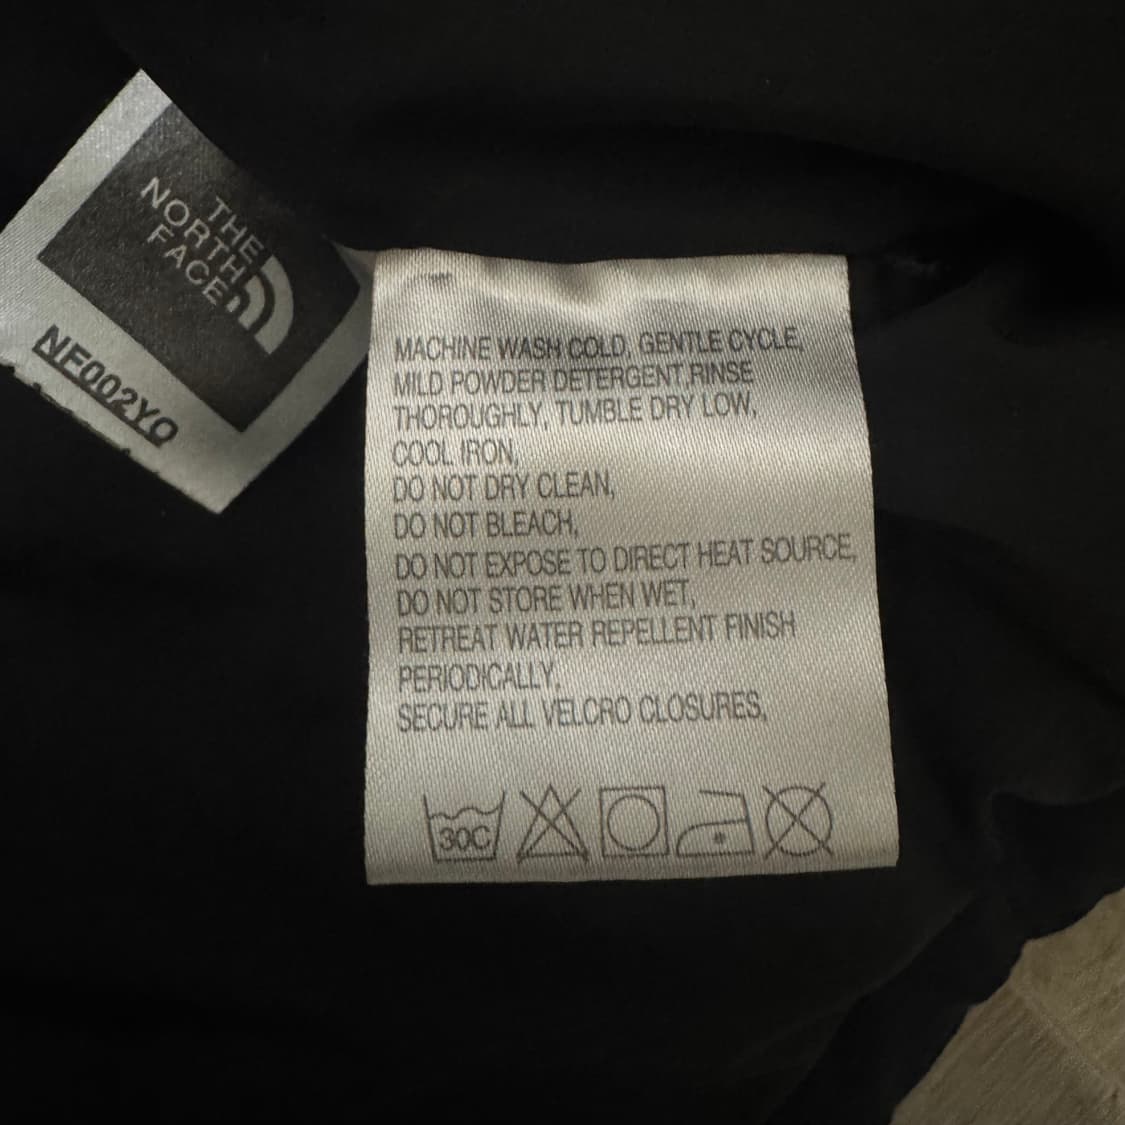 THE
NORTH
FACE
NF002YO
MACHINE WASH COLD, GENTLE CYCLE,
MILD POWDER DETERGENT,RINSE
THOROUGHLY, TUMBLE DRY LOW,
COOL IRON,
DO NOT DRY CLEAN,
DO NOT BLEACH,
DO NOT EXPOSE TO DIRECT HEAT SOURCE,
DO NOT STORE WHEN WET,
RETREAT WATER REPELLENT FINISH
PERIODICALLY,
SECURE ALL VELCRO CLOSURES,
30C